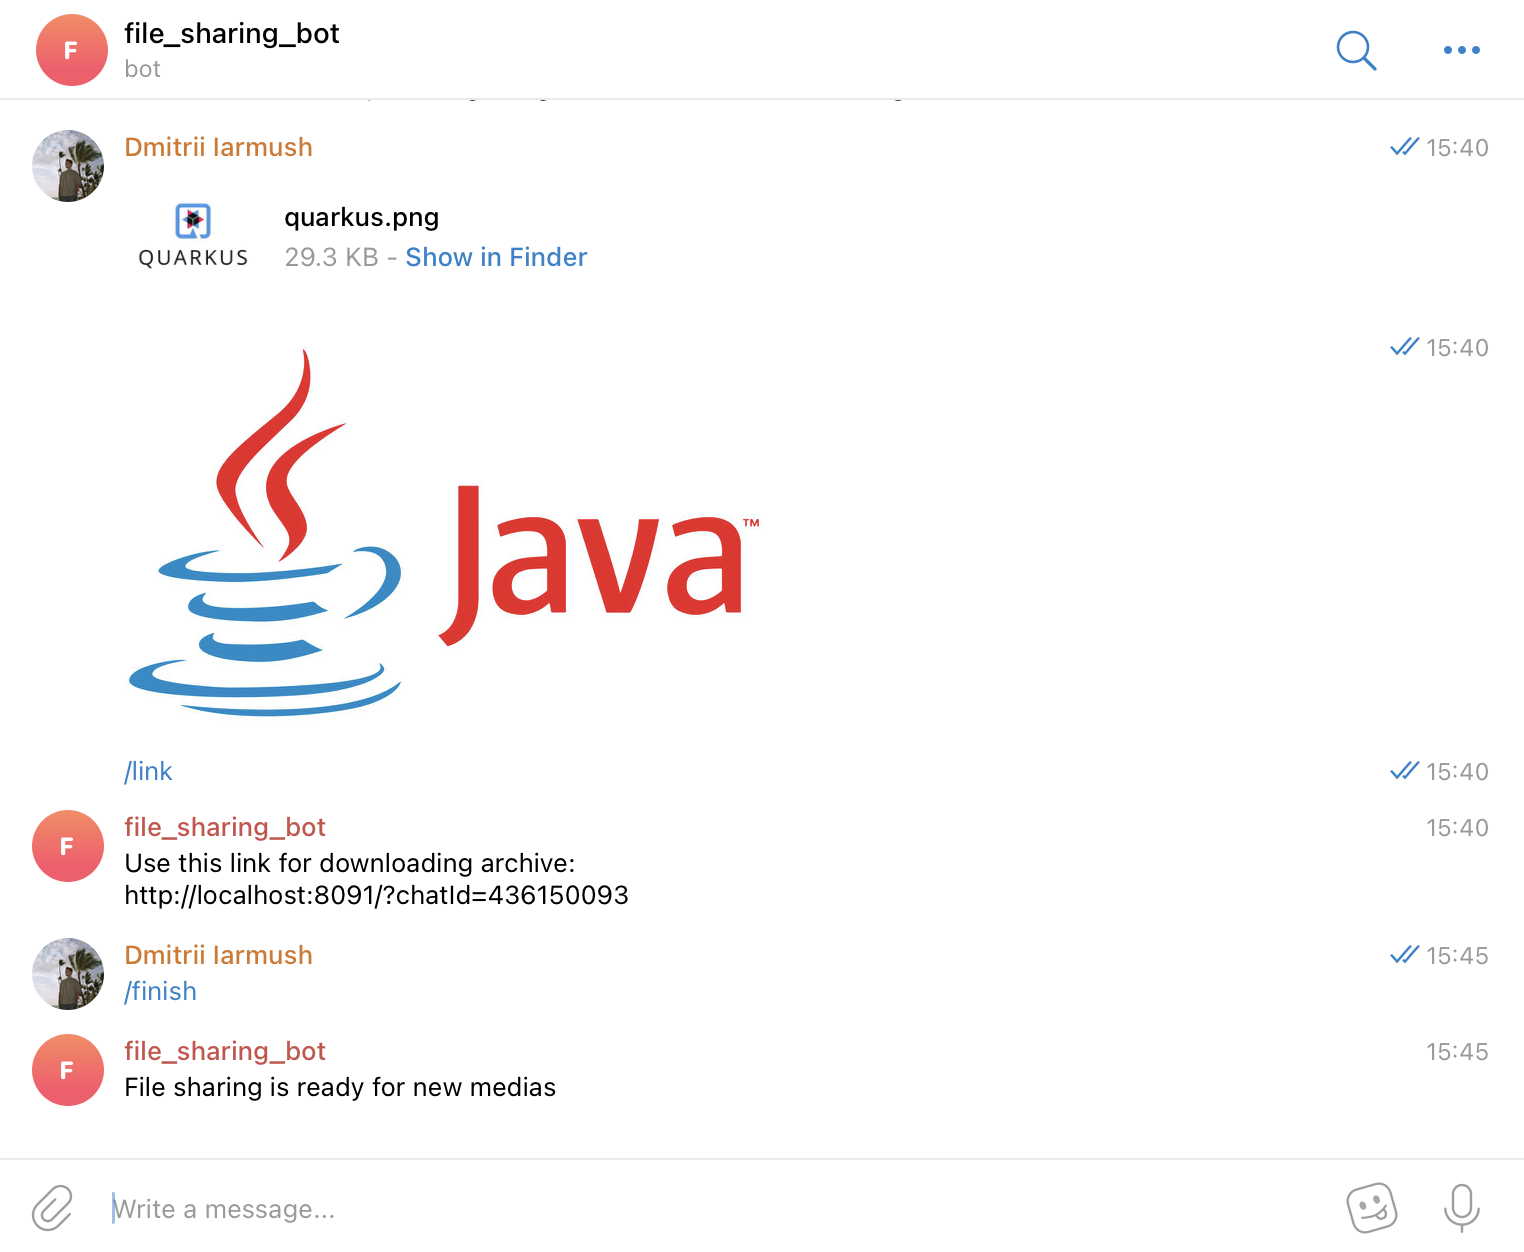 F
file_sharing_bot
bot
Dmitrii Iarmush
15:40
QUARKUS
quarkus.png
29.3 KB - Show in Finder
15:40
Java™
/link
15:40
F
file_sharing_bot
15:40
Use this link for downloading archive:
http://localhost:8091/?chatId=436150093
Dmitrii Iarmush
15:45
/finish
F
file_sharing_bot
15:45
File sharing is ready for new medias
Write a message...